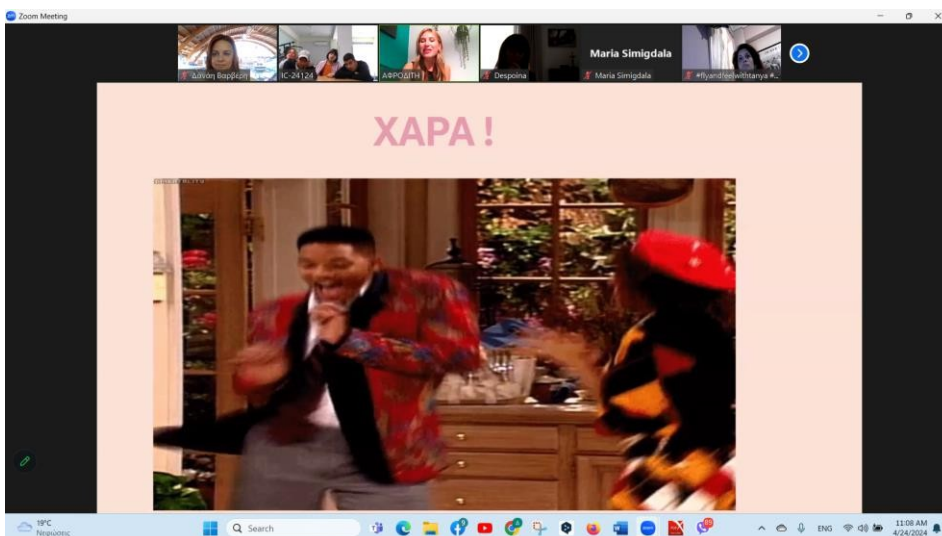 Zoom Meeting
Δανάη Βαρβέρη
IC-24124
ΑΦΡΟΔΙΤΗ
Despoina
Maria Simigdala
Maria Simigdala
#flyandfeelwithtanya #...
ΧΑΡΑ !
19°C
Νεφώσεις
Search
ENG
11:08 AM
4/24/2024